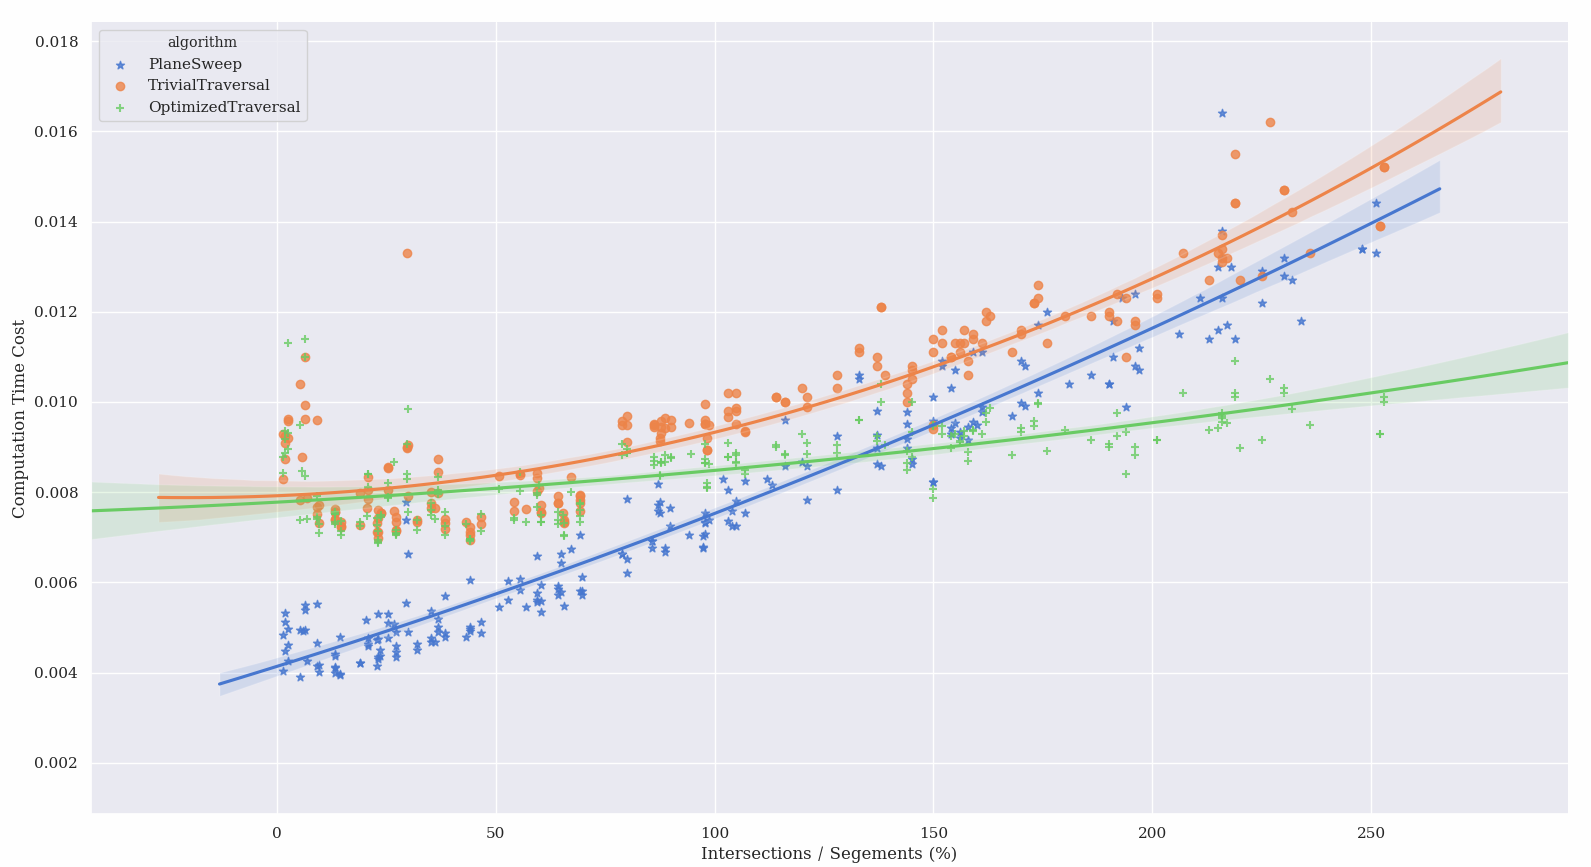 0.018
0.016
0.014
0.012
0.010
0.008
0.006
0.004
0.002
Computation Time Cost
algorithm
PlaneSweep
TrivialTraversal
OptimizedTraversal
0 50 100 150 200 250
Intersections / Segements (%)